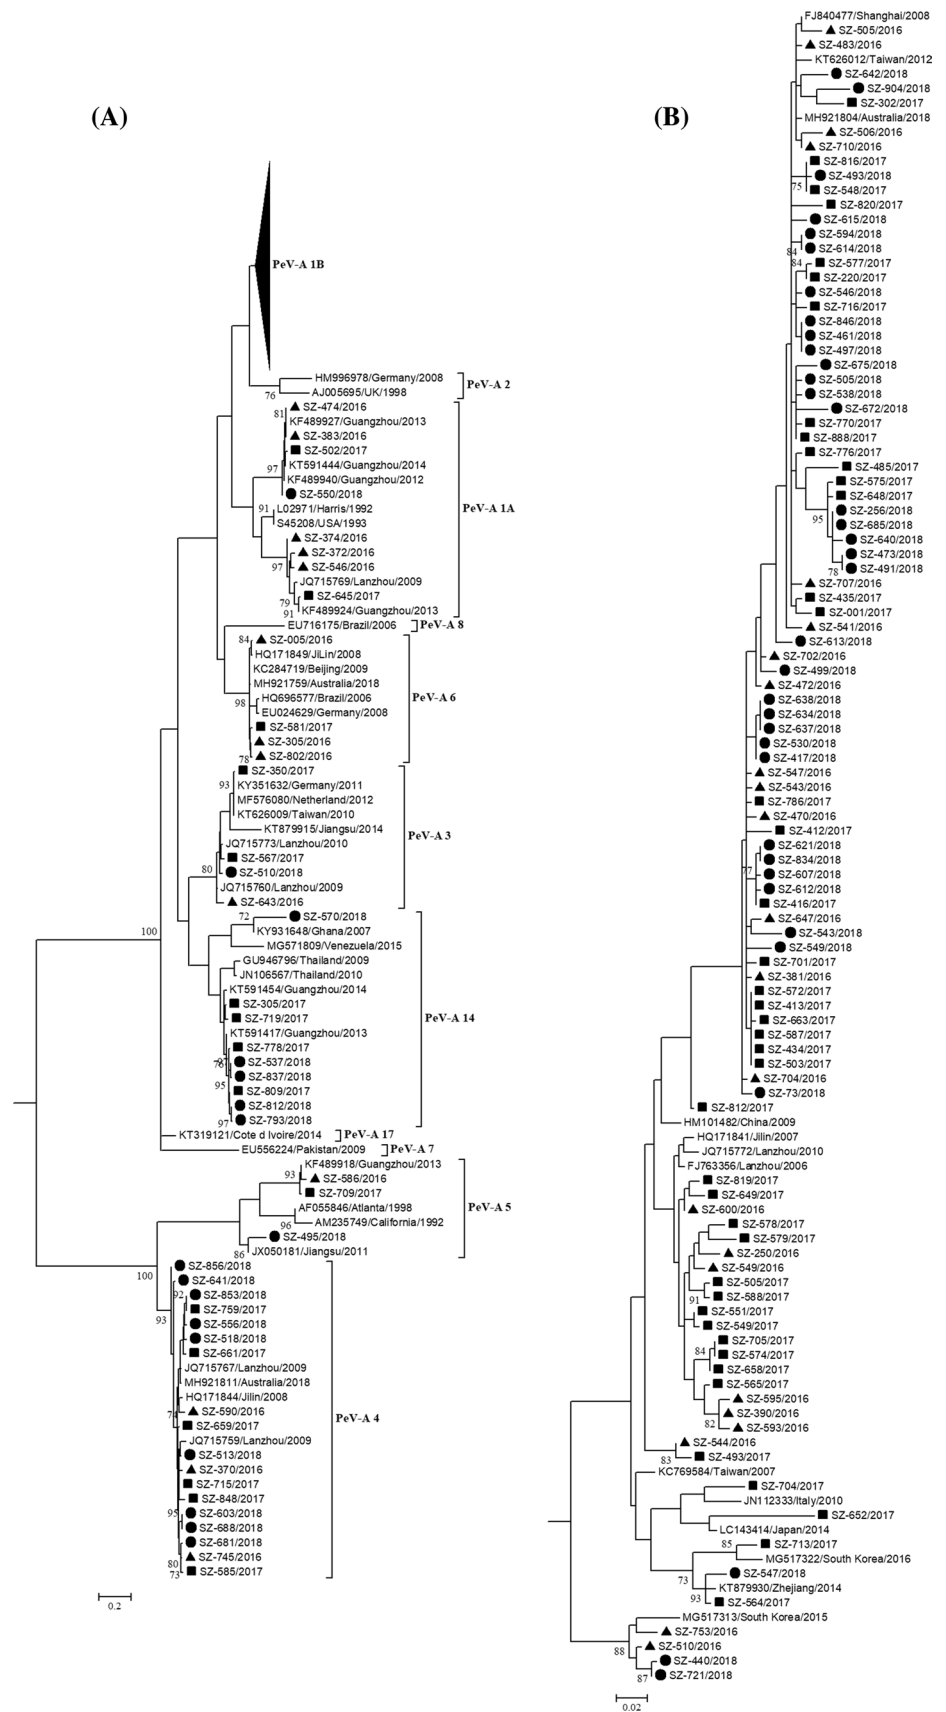 (A)
PeV-A 1B
HM996978/Germany/2008
AJ005695/UK/1998
76
PeV-A 2
SZ-474/2016
81
KF489927/Guangzhou/2013
SZ-383/2016
SZ-502/2017
KT591444/Guangzhou/2014
97
KF489940/Guangzhou/2012
SZ-550/2018
PeV-A 1A
91
L02971/Harris/1992
S45208/USA/1993
SZ-374/2016
SZ-372/2016
97
SZ-546/2016
JQ715769/Lanzhou/2009
SZ-645/2017
79
91
KF489924/Guangzhou/2013
EU716175/Brazil/2006
PeV-A 8
84
SZ-005/2016
HQ171849/JiLin/2008
KC284719/Beijing/2009
MH921759/Australia/2018
HQ696577/Brazil/2006
98
EU024629/Germany/2008
PeV-A 6
SZ-581/2017
SZ-305/2016
SZ-802/2016
78
SZ-350/2017
93
KY351632/Germany/2011
MF576080/Netherland/2012
KT626009/Taiwan/2010
KT879915/Jiangsu/2014
PeV-A 3
JQ715773/Lanzhou/2010
SZ-567/2017
80
SZ-510/2018
JQ715760/Lanzhou/2009
SZ-643/2016
72
SZ-570/2018
KY931648/Ghana/2007
100
MG571809/Venezuela/2015
GU946796/Thailand/2009
JN106567/Thailand/2010
KT591454/Guangzhou/2014
SZ-305/2017
SZ-719/2017
PeV-A 14
KT591417/Guangzhou/2013
SZ-778/2017
SZ-537/2018
SZ-837/2018
95
SZ-809/2017
SZ-812/2018
SZ-793/2018
97
KT319121/Cote d Ivoire/2014
PeV-A 17
EU556224/Pakistan/2009
PeV-A 7
KF489918/Guangzhou/2013
93
SZ-586/2016
SZ-709/2017
AF055846/Atlanta/1998
PeV-A 5
96
AM235749/California/1992
SZ-495/2018
86
JX050181/Jiangsu/2011
SZ-856/2018
100
SZ-641/2018
92
SZ-853/2018
SZ-759/2017
93
SZ-556/2018
SZ-518/2018
SZ-661/2017
JQ715767/Lanzhou/2009
MH921811/Australia/2018
HQ171844/Jilin/2008
SZ-590/2016
PeV-A 4
SZ-659/2017
JQ715759/Lanzhou/2009
SZ-513/2018
SZ-370/2016
SZ-715/2017
SZ-848/2017
95
SZ-603/2018
SZ-688/2018
SZ-681/2018
SZ-745/2016
80
73
SZ-585/2017
0.2
(B)
FJ840477/Shanghai/2008
SZ-505/2016
SZ-483/2016
KT626012/Taiwan/2012
SZ-642/2018
SZ-904/2018
SZ-302/2017
MH921804/Australia/2018
SZ-506/2016
SZ-710/2016
SZ-816/2017
SZ-493/2018
75
SZ-548/2017
SZ-820/2017
SZ-615/2018
SZ-594/2018
SZ-614/2018
84
84
SZ-577/2017
SZ-220/2017
SZ-546/2018
SZ-716/2017
SZ-846/2018
SZ-461/2018
SZ-497/2018
SZ-675/2018
SZ-505/2018
SZ-538/2018
SZ-672/2018
SZ-770/2017
SZ-888/2017
SZ-776/2017
SZ-485/2017
SZ-575/2017
SZ-648/2017
SZ-256/2018
95
SZ-685/2018
SZ-640/2018
SZ-473/2018
SZ-491/2018
78
SZ-707/2016
SZ-435/2017
SZ-001/2017
SZ-541/2016
SZ-613/2018
SZ-702/2016
SZ-499/2018
SZ-472/2016
SZ-638/2018
SZ-634/2018
SZ-637/2018
SZ-530/2018
SZ-417/2018
SZ-547/2016
SZ-543/2016
SZ-786/2017
SZ-470/2016
SZ-412/2017
SZ-621/2018
SZ-834/2018
77
SZ-607/2018
SZ-612/2018
SZ-416/2017
SZ-647/2016
SZ-543/2018
SZ-549/2018
SZ-701/2017
SZ-381/2016
SZ-572/2017
SZ-413/2017
SZ-663/2017
SZ-587/2017
SZ-434/2017
SZ-503/2017
SZ-704/2016
SZ-73/2018
SZ-812/2017
HM101482/China/2009
HQ171841/Jilin/2007
JQ715772/Lanzhou/2010
FJ763356/Lanzhou/2006
SZ-819/2017
SZ-649/2017
SZ-600/2016
SZ-578/2017
SZ-579/2017
SZ-250/2016
SZ-549/2016
SZ-505/2017
SZ-588/2017
91
SZ-551/2017
SZ-549/2017
SZ-705/2017
84
SZ-574/2017
SZ-658/2017
SZ-565/2017
SZ-595/2016
SZ-390/2016
82
SZ-593/2016
SZ-544/2016
SZ-493/2017
83
KC769584/Taiwan/2007
SZ-704/2017
JN112333/Italy/2010
SZ-652/2017
LC143414/Japan/2014
85
SZ-713/2017
MG517322/South Korea/2016
73
SZ-547/2018
KT879930/Zhejiang/2014
93
SZ-564/2017
MG517313/South Korea/2015
SZ-753/2016
SZ-510/2016
88
SZ-440/2018
87
SZ-721/2018
0.02